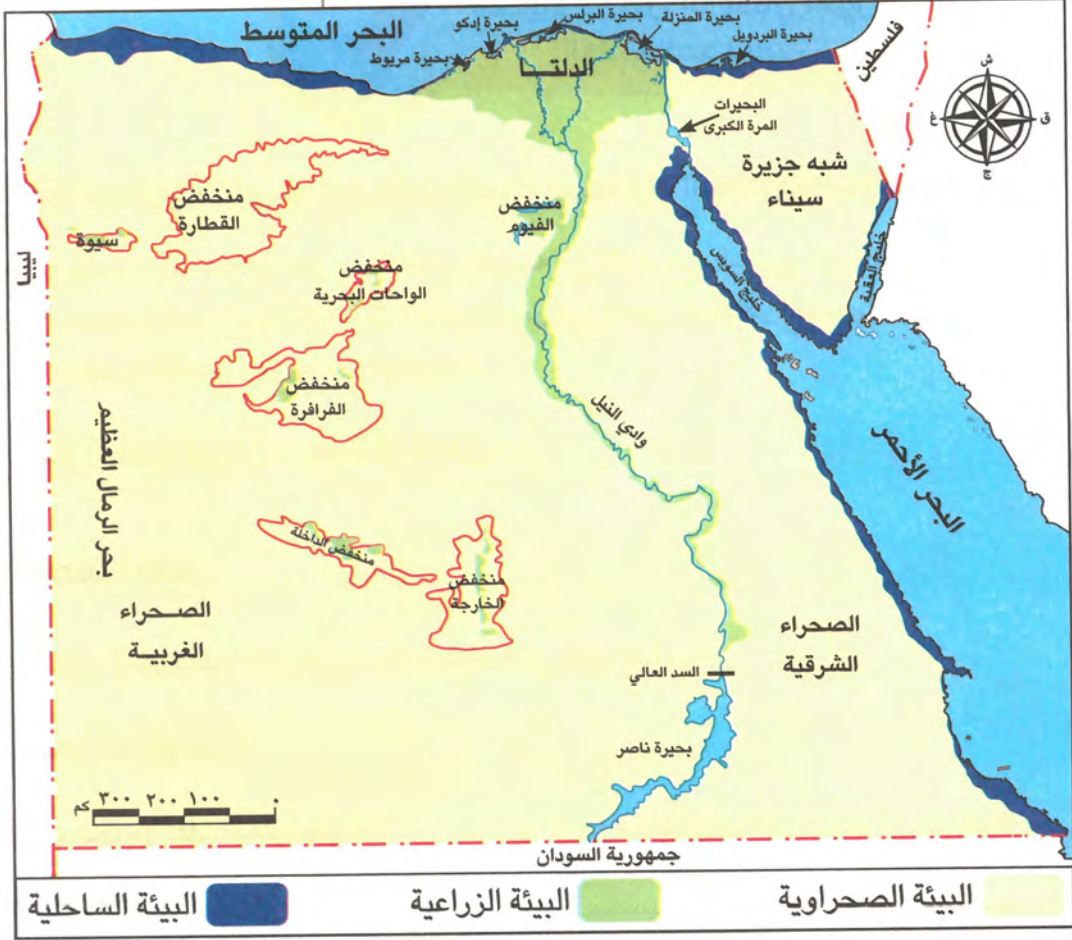 البحر المتوسط
بحيرة مريوط
بحيرة إدكو
بحيرة البرلس
بحيرة المنزلة
بحيرة البردويل
فلسطين
الدلتا
البحيرات
المرة الكبرى
ش
ق
غ
ج
شبه جزيرة
سيناء
منخفض
القطارة
سيوة
ليبيا
منخفض
الفيوم
خليج السويس
خليج العقبة
منخفض
الواحات البحرية
منخفض
الفرافرة
وادي النيل
البحر الأحمر
بحر الرمال العظيم
منخفض الداخلة
منخفض
الخارجة
الصحراء
الغربية
الصحراء
الشرقية
السد العالي
بحيرة ناصر
٠ ١٠٠ ٢٠٠ ٣٠٠ كم
جمهورية السودان
البيئة الصحراوية
البيئة الزراعية
البيئة الساحلية